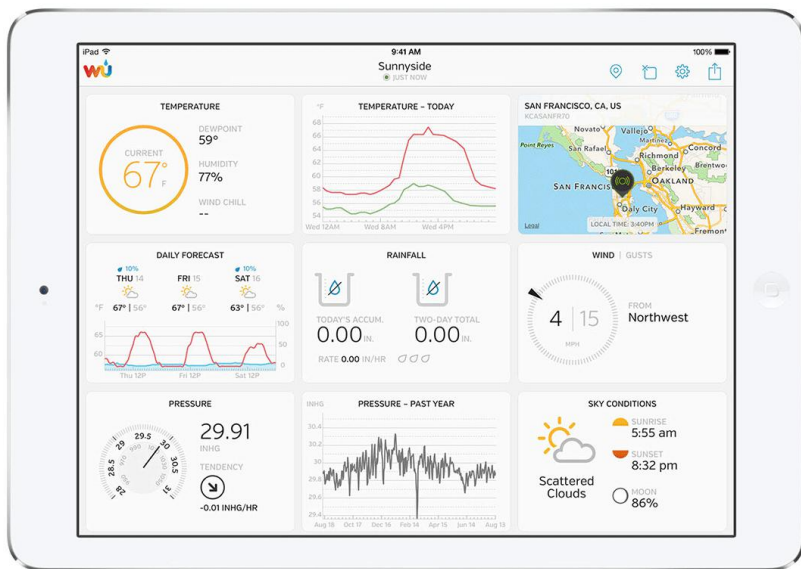 iPad
9:41 AM
100%
wu
Sunnyside
JUST NOW
TEMPERATURE
CURRENT
67°
F
DEWPOINT
59°
HUMIDITY
77%
WIND CHILL
--
TEMPERATURE – TODAY
°F
68
66
64
62
60
58
56
54
Wed 12AM Wed 8AM Wed 4PM
SAN FRANCISCO, CA, US
KCASANFR70
Novato
Vallejo
Point Reyes
San Rafael
Martinez
Concord
Richmond
101
Berkeley
Brentwoo
SAN FRANCIS
OAKLAND
Daly City
Hayward
Local
LOCAL TIME: 3:40PM
Fremont
DAILY FORECAST
10% 10%
THU 14 FRI 15 SAT 16
°F 67° | 56° 67° | 56° 63° | 56° %
65
60
100
50
0
Thu 12P Fri 12P Sat 12P
RAINFALL
TODAY'S ACCUM.
0.00 IN.
TWO-DAY TOTAL
0.00 IN.
RATE 0.00 IN/HR
WIND | GUSTS
4 | 15
MPH
FROM
Northwest
PRESSURE
28
28.5
29
29.5
30
30.5
31
29.91
INHG
TENDENCY
-0.01 INHG/HR
PRESSURE – PAST YEAR
INHG
30.4
30.2
30
29.8
29.6
29.4
Aug 18 Oct 17 Dec 16 Feb 14 Apr 15 Jun 14 Aug 13
SKY CONDITIONS
Scattered
Clouds
SUNRISE
5:55 am
SUNSET
8:32 pm
MOON
86%